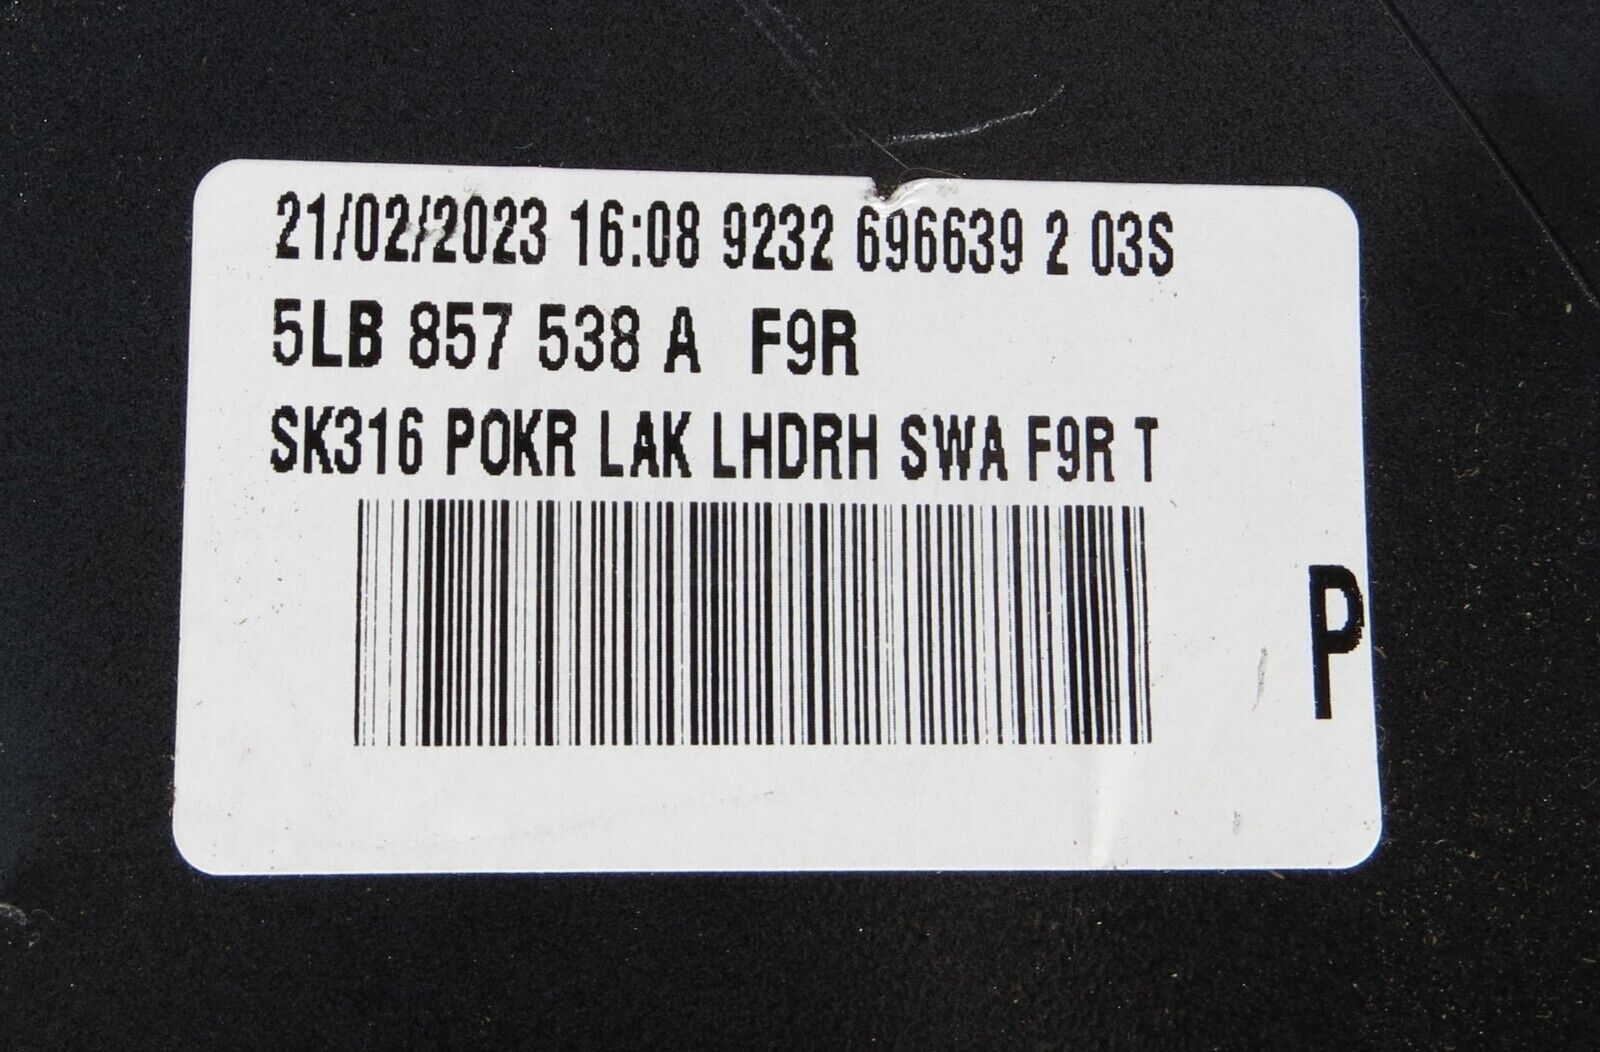 21/02/2023 16:08 9232 696639 2 03S
5LB 857 538 A F9R
SK316 POKR LAK LHDRH SWA F9R T
P